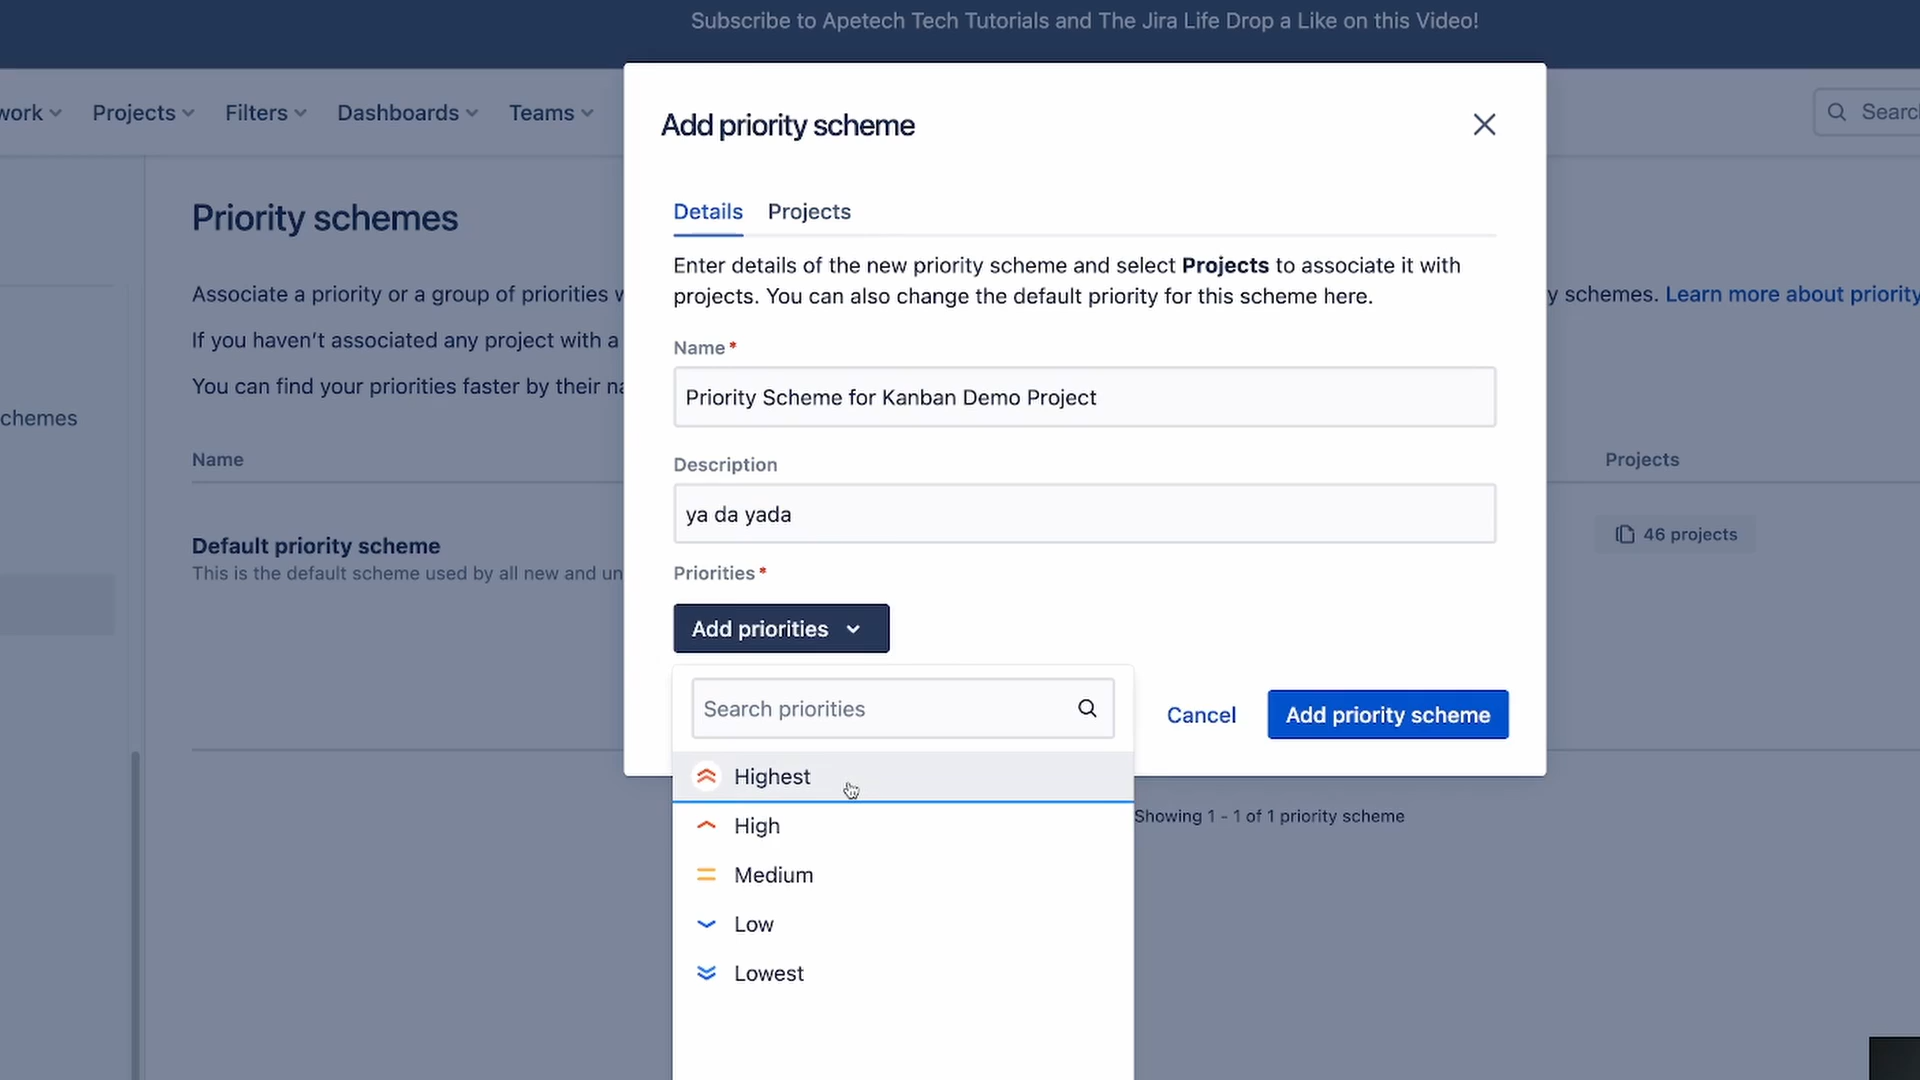 Subscribe to Apetech Tech Tutorials and The Jira Life Drop a Like on this Video!
work Projects Filters Dashboards Teams
Search
Add priority scheme
Details Projects
Enter details of the new priority scheme and select Projects to associate it with
projects. You can also change the default priority for this scheme here.
Name*
Priority Scheme for Kanban Demo Project
Description
ya da yada
Priorities*
Add priorities
Search priorities
Highest
High
Medium
Low
Lowest
Cancel
Add priority scheme
Priority schemes
Associate a priority or a group of priorities
y schemes. Learn more about priority
If you haven't associated any project with a
You can find your priorities faster by their
chemes
Name
Projects
Default priority scheme
This is the default scheme used by all new and un
46 projects
Showing 1 - 1 of 1 priority scheme